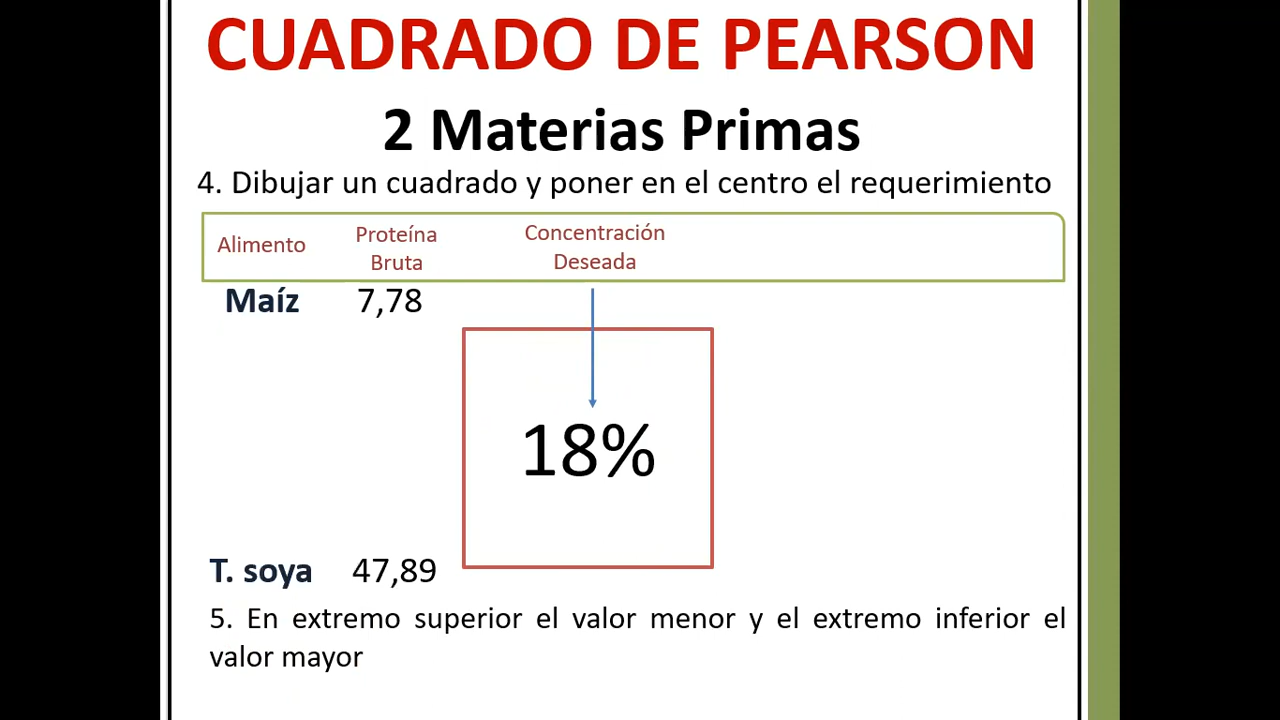 CUADRADO DE PEARSON
2 Materias Primas
4. Dibujar un cuadrado y poner en el centro el requerimiento
Alimento
Proteína
Bruta
Concentración
Deseada
Maíz 7,78
18%
T. soya 47,89
5. En extremo superior el valor menor y el extremo inferior el
valor mayor